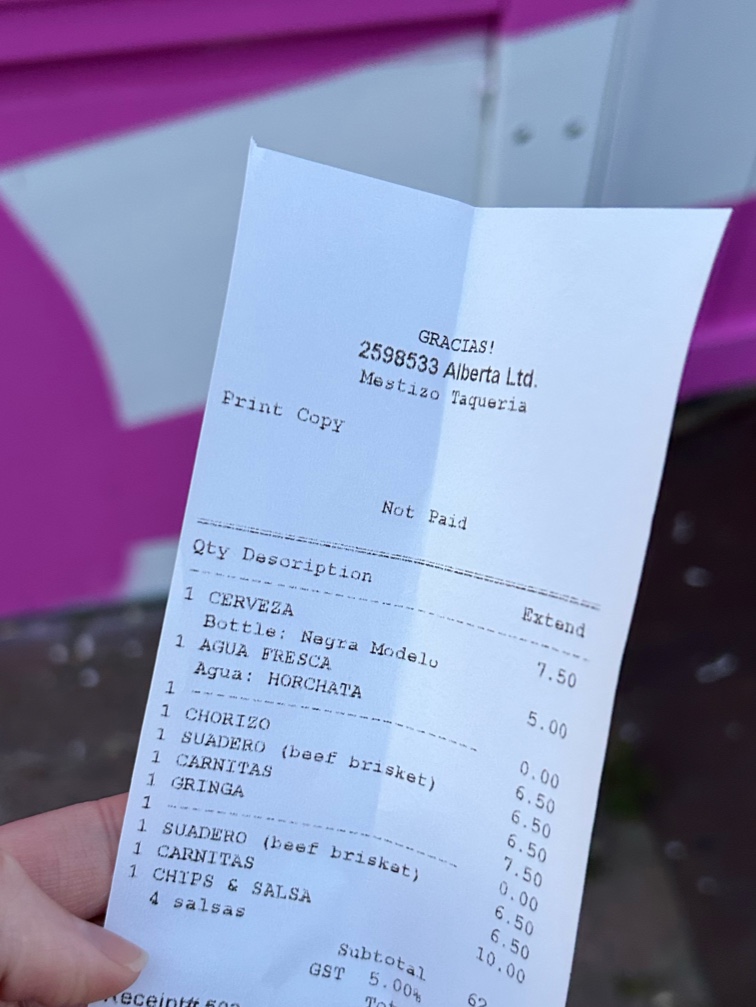 GRACIAS!
2598533 Alberta Ltd.
Mestizo Taqueria
Print Copy
Not Paid
Qty Description Extend
1 CERVEZA 7.50
Bottle: Negra Modelo
1 AGUA FRESCA 5.00
Agua: HORCHATA
1 -------------------------------- 0.00
1 CHORIZO 6.50
1 SUADERO (beef brisket) 6.50
1 CARNITAS 6.50
1 GRINGA 7.50
1 -------------------------------- 0.00
1 SUADERO (beef brisket) 6.50
1 CARNITAS 6.50
1 CHIPS & SALSA 10.00
4 salsas
Subtotal 62
GST 5.00%